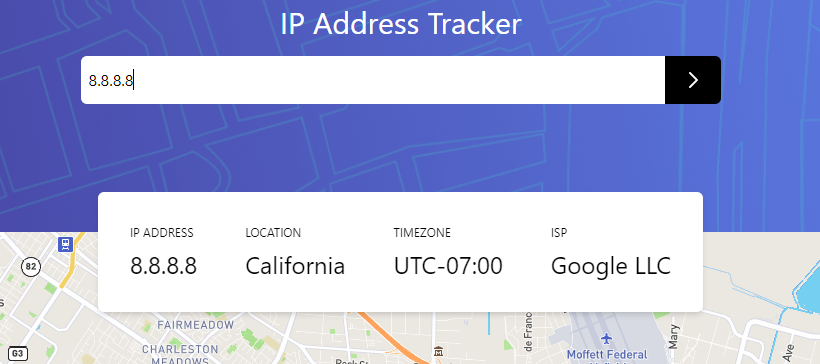 IP Address Tracker
8.8.8.8
IP ADDRESS
LOCATION
TIMEZONE
ISP
8.8.8.8
California
UTC-07:00
Google LLC
82
FAIRMEADOW
CHARLESTON
MEADOWS
G3
de Franc
Moffett Federal
Mary
Ave